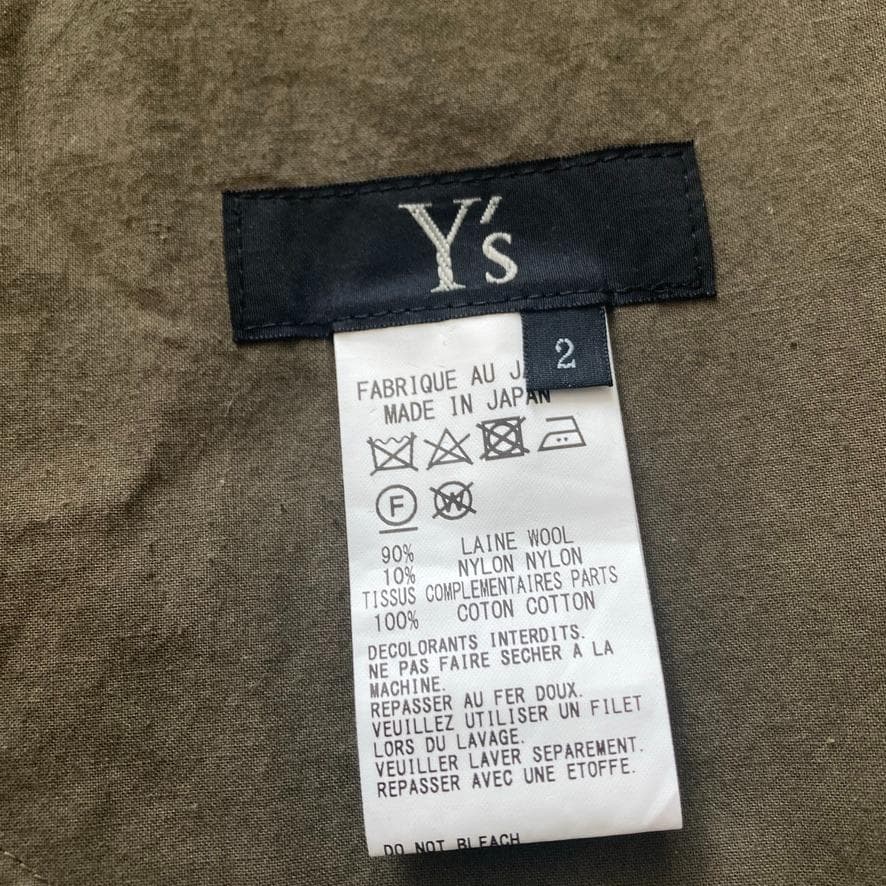 Y's
2
FABRIQUE AU JA
MADE IN JAPAN
F
W
90% LAINE WOOL
10% NYLON NYLON
TISSUS COMPLEMENTAIRES PARTS
100% COTON COTTON
DECOLORANTS INTERDITS.
NE PAS FAIRE SECHER A LA
MACHINE.
REPASSER AU FER DOUX.
VEUILLEZ UTILISER UN FILET
LORS DU LAVAGE.
VEUILLER LAVER SEPAREMENT.
REPASSER AVEC UNE ETOFFE.
DO NOT BLEACH